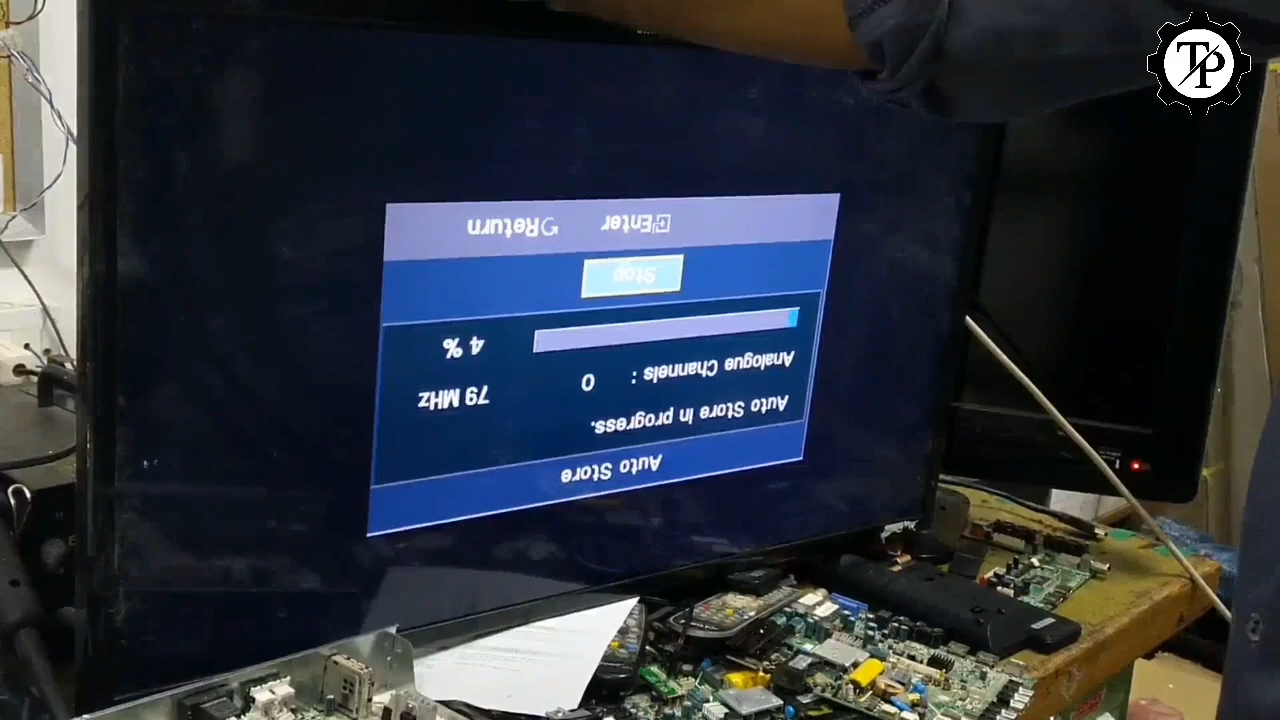 TP
Auto Store
Auto Store In progress.
79 MHz
Analogue Channels : 0
4 %
Stop
Enter Return